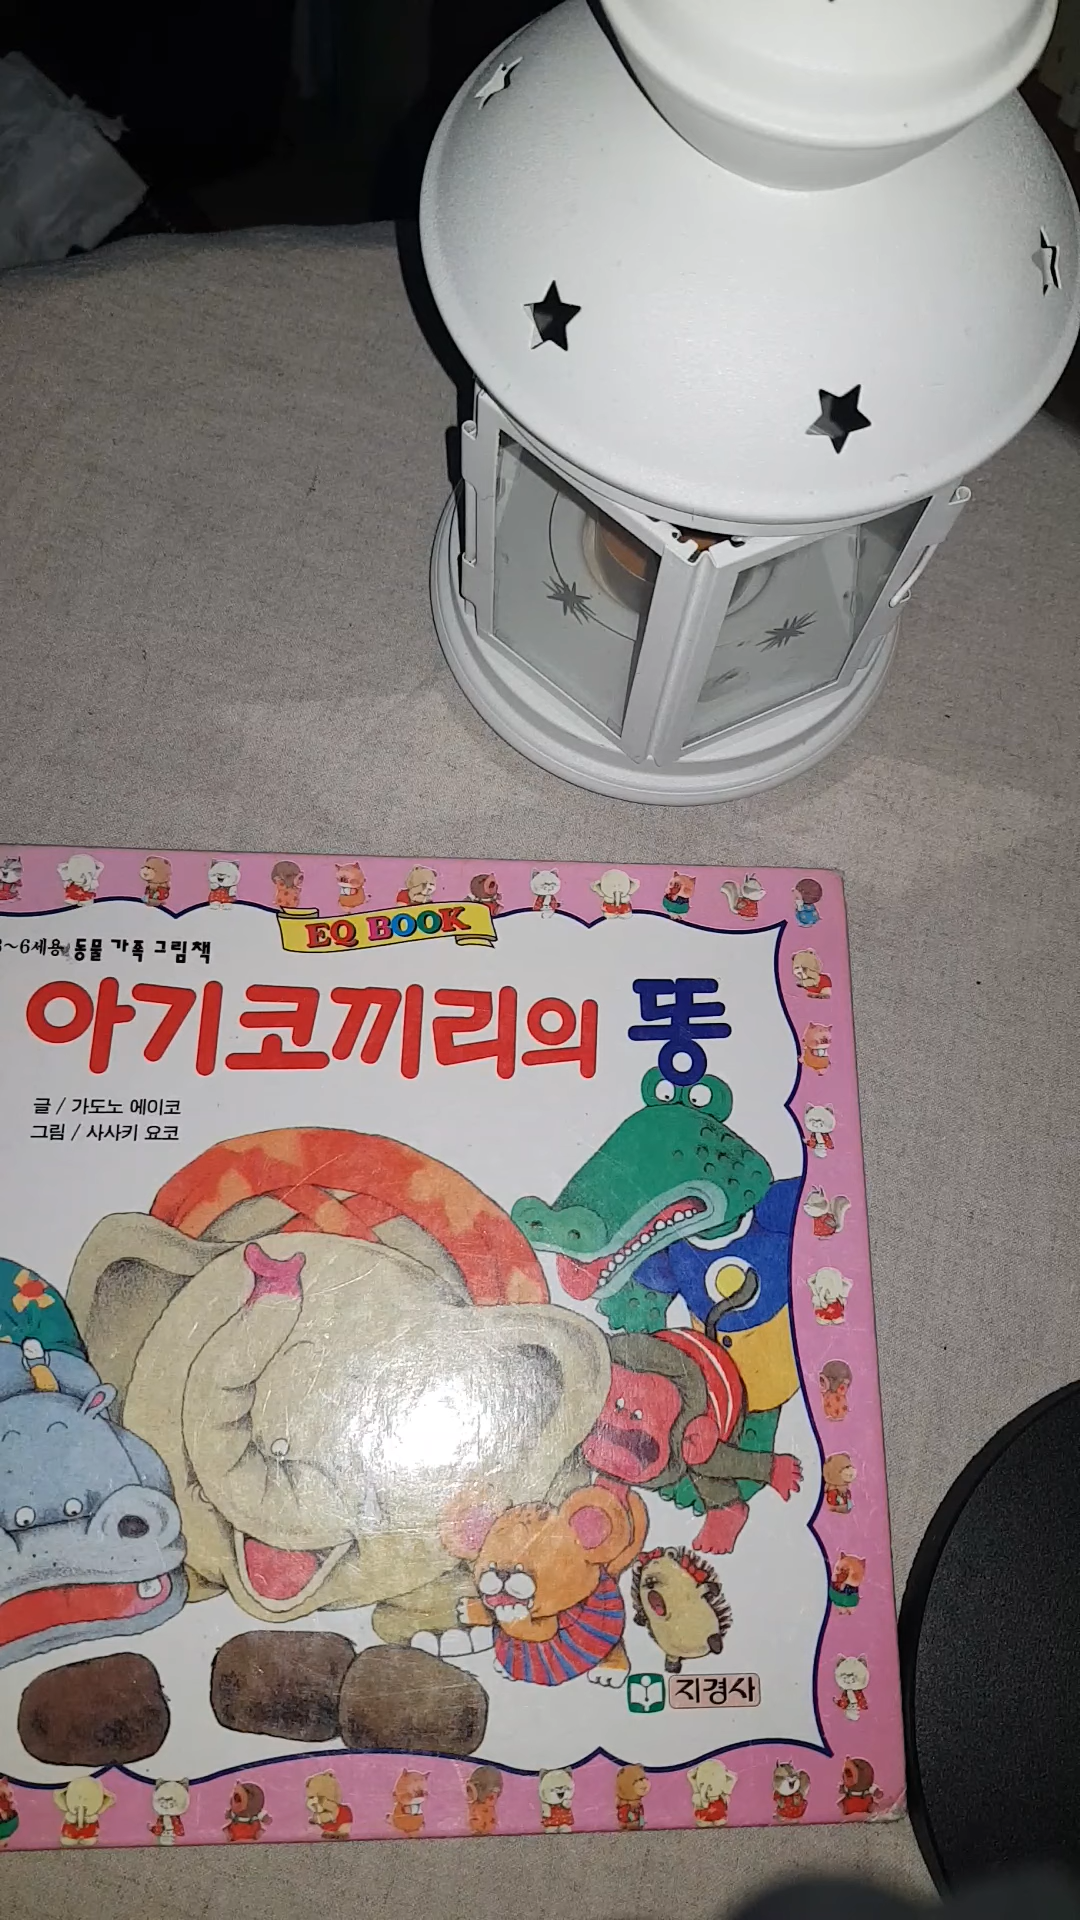 EQ BOOK
~6세용 동물 가족 그림책
아기코끼리의 똥
글 / 가도노 에이코
그림 / 사사키 요코
지경사